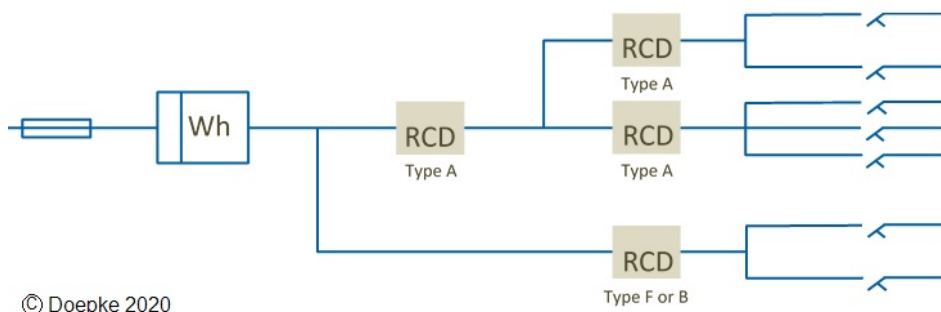 RCD
Type A
Wh
RCD
Type A
RCD
Type A
RCD
Type F or B
© Doepke 2020